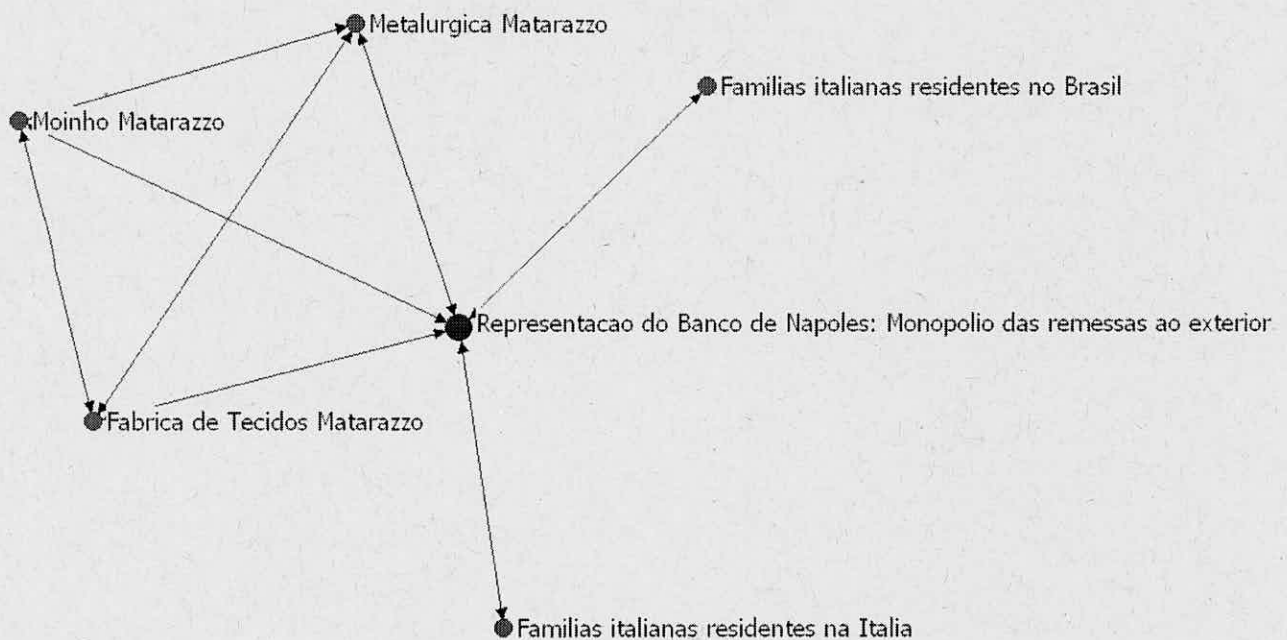 Metalurgica Matarazzo
Familias italianas residentes no Brasil
Moinho Matarazzo
Representacao do Banco de Napoles: Monopolio das remessas ao exterior
Fabrica de Tecidos Matarazzo
Familias italianas residentes na Italia